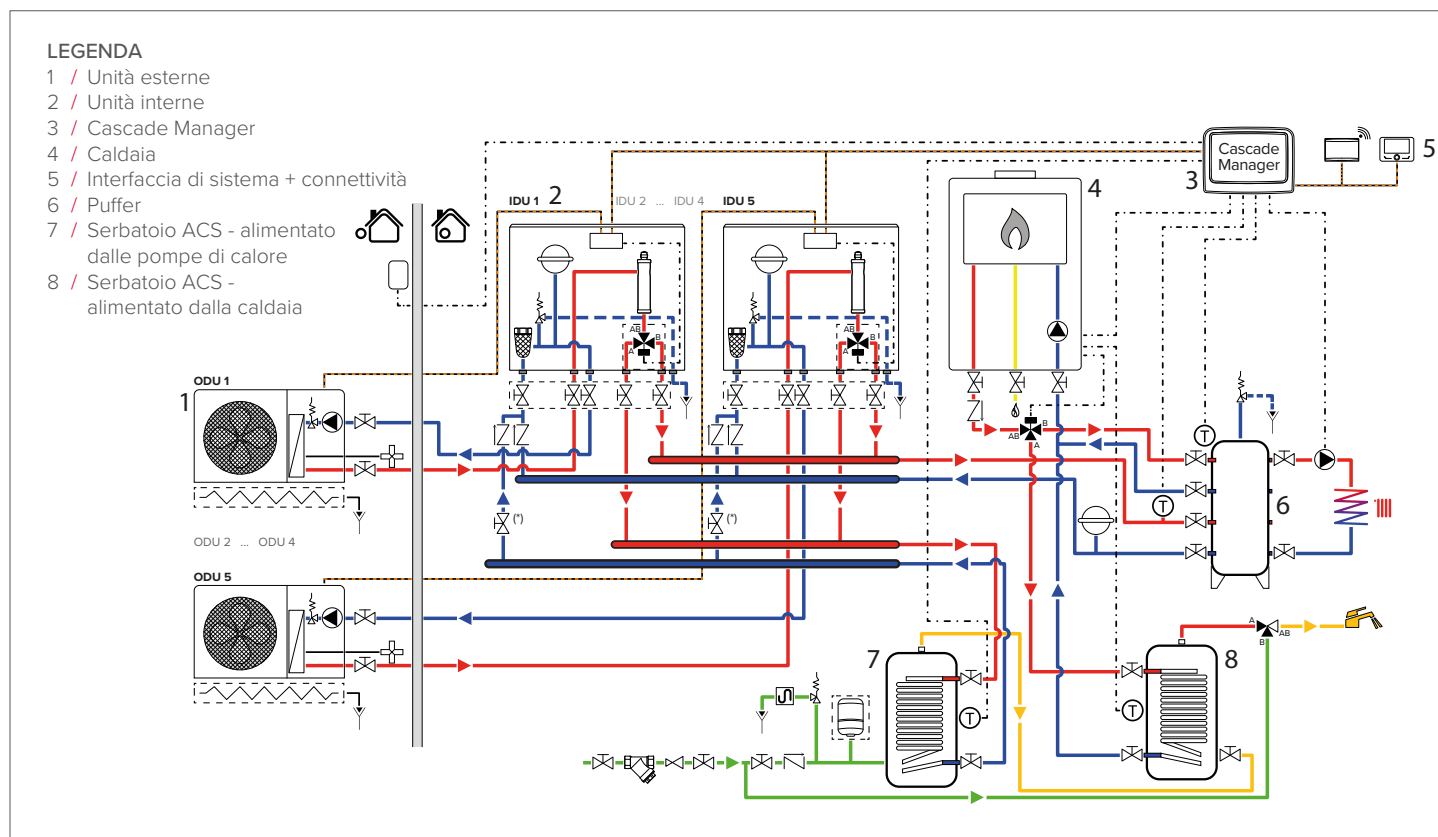 LEGENDA
1 / Unità esterne
2 / Unità interne
3 / Cascade Manager
4 / Caldaia
5 / Interfaccia di sistema + connettività
6 / Puffer
7 / Serbatoio ACS - alimentato
dalle pompe di calore
8 / Serbatoio ACS -
alimentato dalla caldaia
Cascade
Manager
3
5
4
IDU 1
2
IDU 2 ... IDU 4
IDU 5
AB
B
A
AB
B
A
ODU 1
1
(*)
(*)
AB
B
A
T
T
6
ODU 2 ... ODU 4
ODU 5
7
T
8
T
A
AB
B